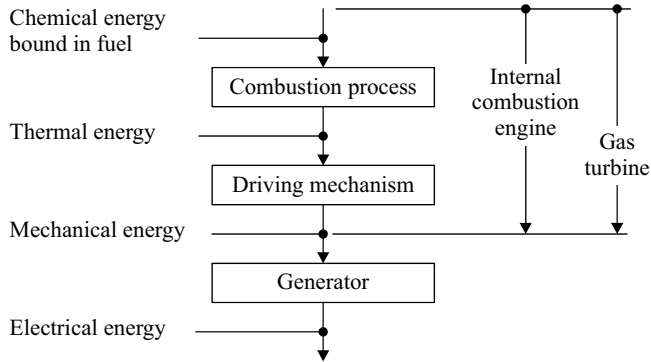 Chemical energy
bound in fuel
Combustion process
Thermal energy
Driving mechanism
Mechanical energy
Generator
Electrical energy
Internal
combustion
engine
Gas
turbine